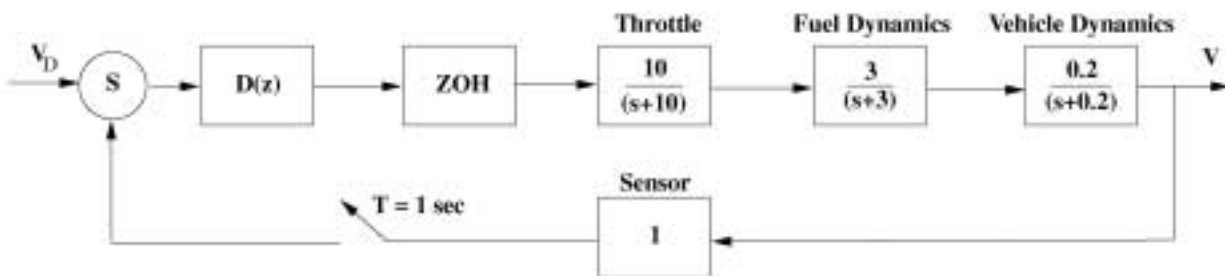 Throttle
Fuel Dynamics
Vehicle Dynamics
V_D
S
D(z)
ZOH
10
(s+10)
3
(s+3)
0.2
(s+0.2)
V
Sensor
T = 1 sec
1